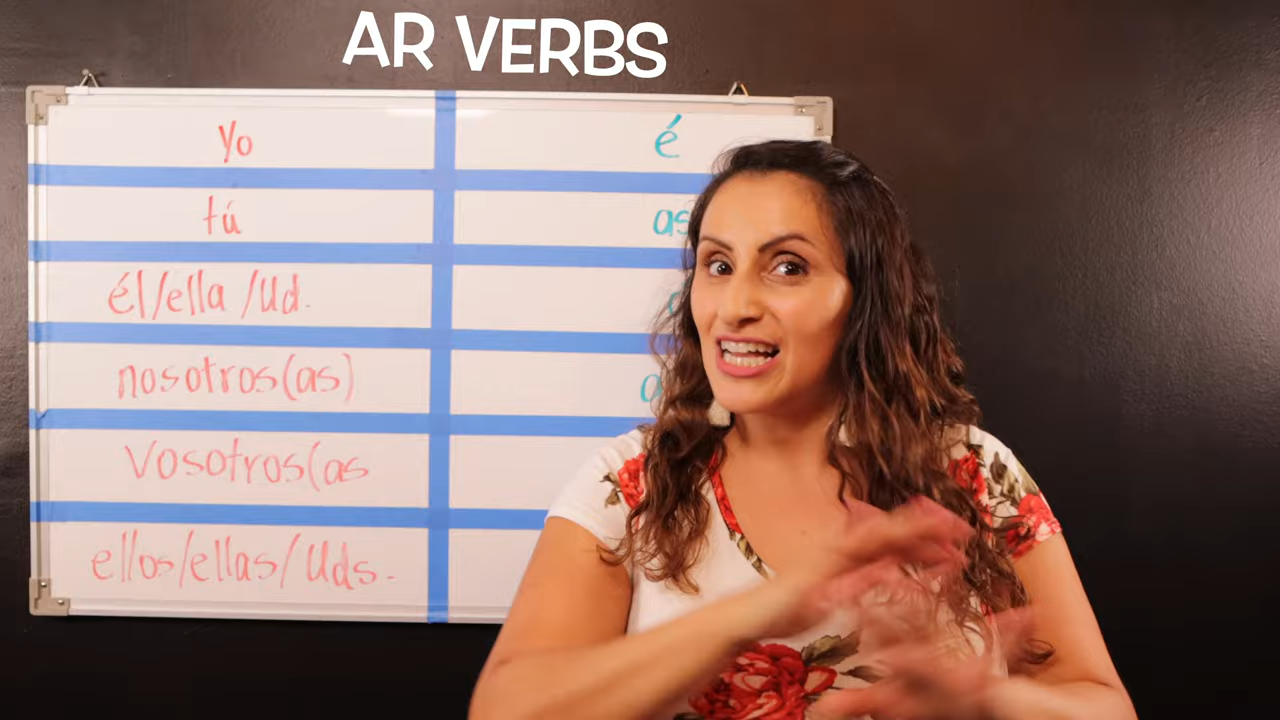 AR VERBS
yo é
tú as
él/ella/Ud.
nosotros(as)
vosotros(as
ellos/ellas/Uds.